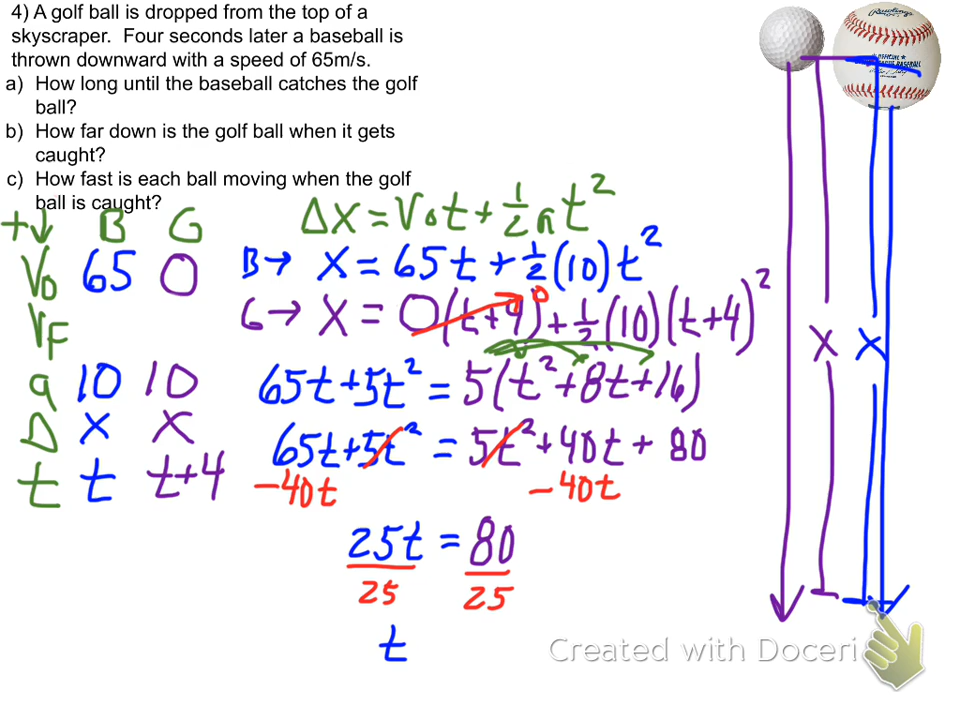 4) A golf ball is dropped from the top of a
skyscraper. Four seconds later a baseball is
thrown downward with a speed of 65m/s.
a) How long until the baseball catches the golf
ball?
b) How far down is the golf ball when it gets
caught?
c) How fast is each ball moving when the golf
ball is caught?
Rawlings
OFFICIAL
+↓ B G
ΔX = V₀t + ½at²
V₀ 65 0
B→ X = 65t + ½(10)t²
VF
G→ X = 0(t+4)⁰ + ½(10)(t+4)²
X X
a 10 10
65t + 5t² = 5(t² + 8t + 16)
Δ X X
65t + 5t² = 5t² + 40t + 80
t t t+4
-40t -40t
25t = 80
25 25
t
Created with Doceri